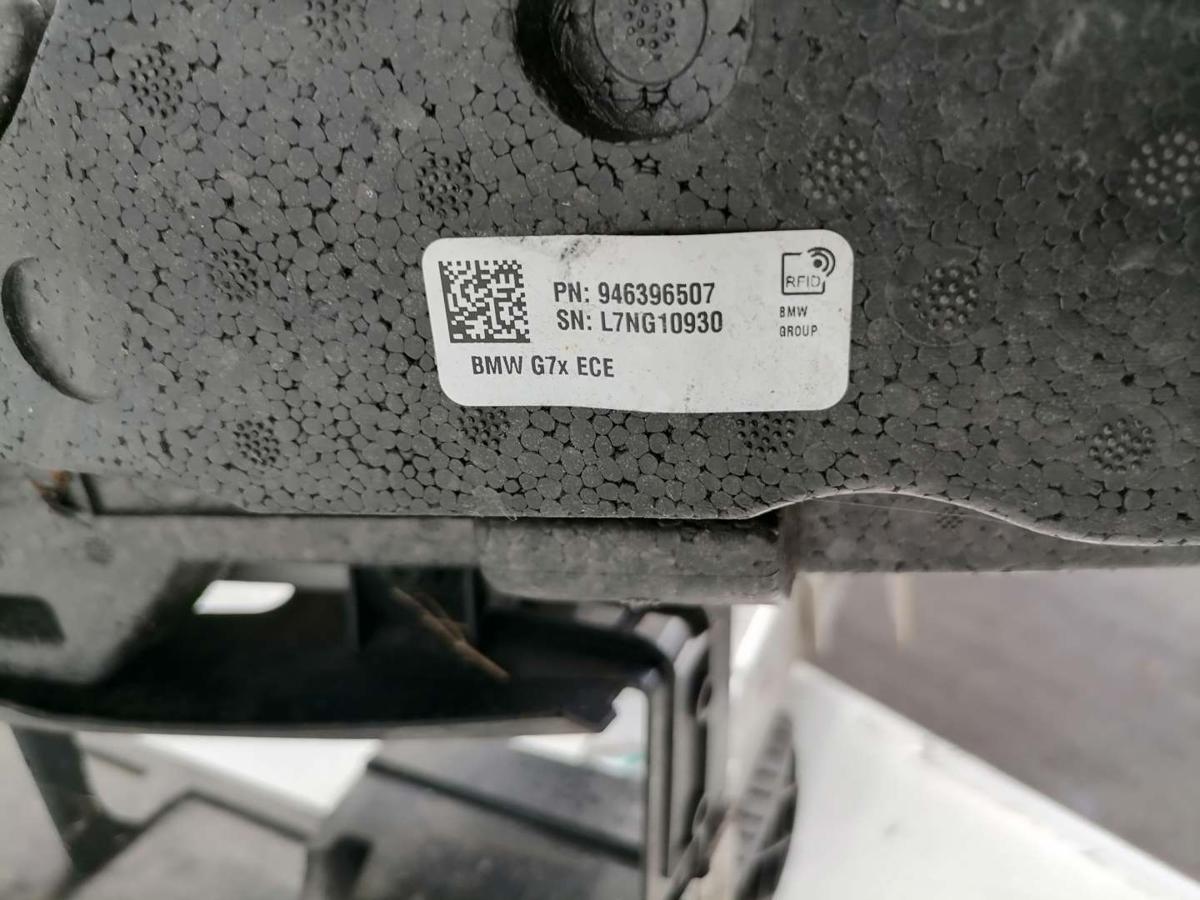 PN: 946396507
SN: L7NG10930
BMW G7x ECE
RFID
BMW
GROUP